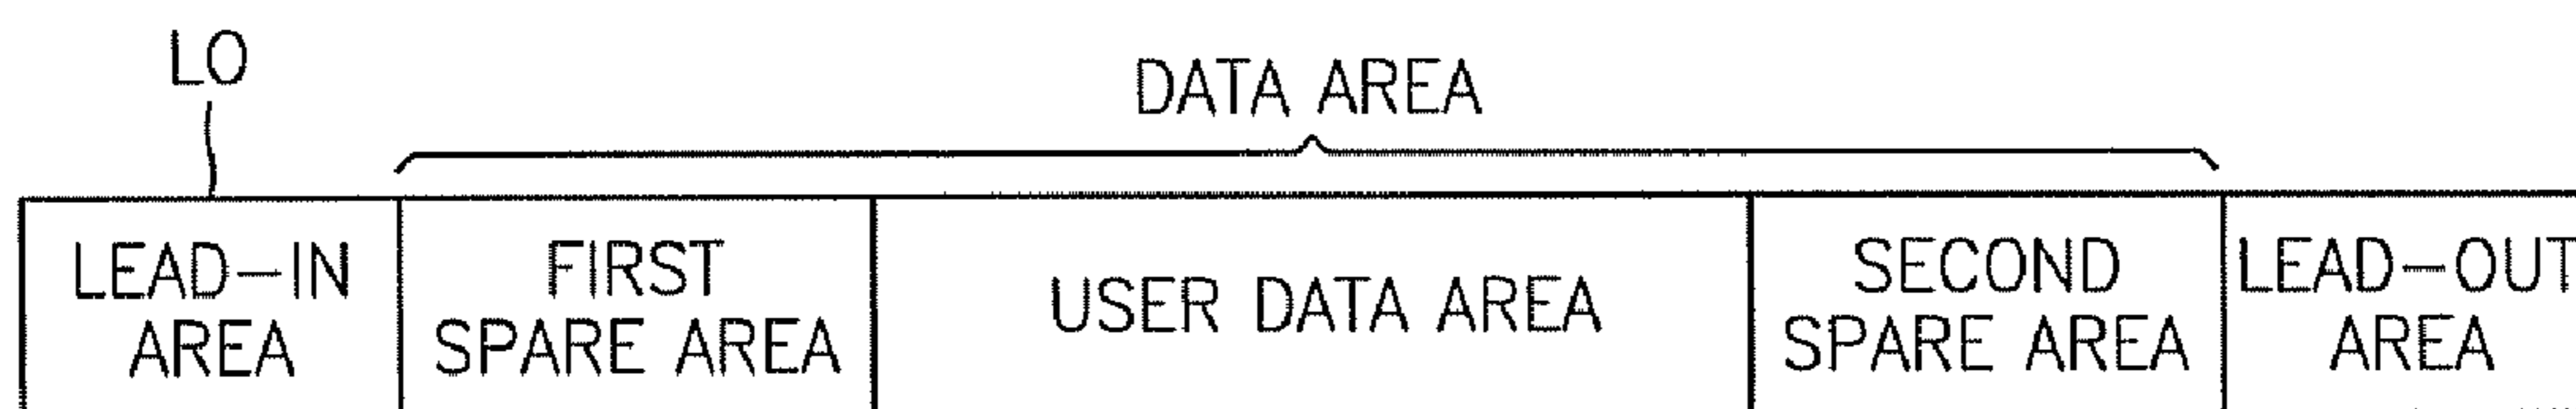 LO
DATA AREA
LEAD-IN AREA
FIRST SPARE AREA
USER DATA AREA
SECOND SPARE AREA
LEAD-OUT AREA